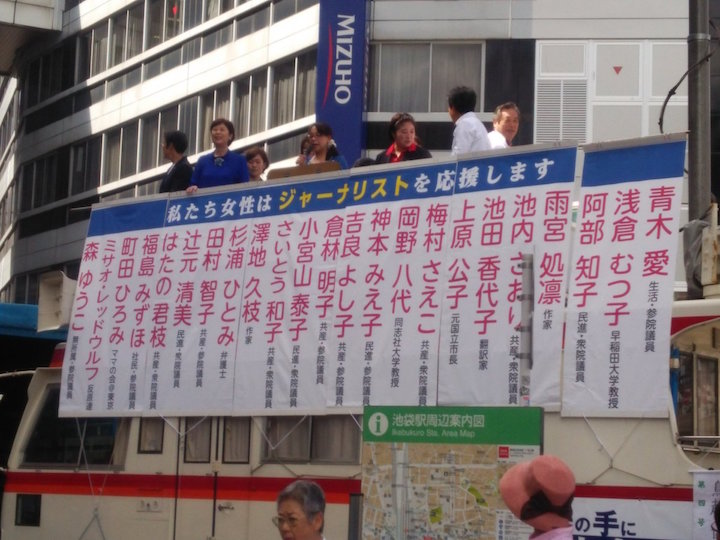 MIZUHO
私たち女性はジャーナリストを応援します
青木 愛 生活・参院議員
浅倉 むつ子 早稲田大学教授
阿部 知子 民進・衆院議員
雨宮 処凛 作家
池内 さおり 共産・衆院議員
池田 香代子 翻訳家
上原 公子 元国立市長
梅村 さえこ 共産・衆院議員
岡野 八代 同志社大学教授
神本 みえ子 民進・参院議員
吉良 よし子 共産・参院議員
倉林 明子 共産・参院議員
小宮山 泰子 民進・衆院議員
さいとう 和子 共産・衆院議員
澤地 久枝 作家
杉浦 ひとみ 弁護士
田村 智子 共産・参院議員
辻元 清美 民進・衆院議員
はたの 君枝 共産・衆院議員
福島 みずほ 社民・参院議員
町田 ひろみ ママの会@東京
ミサオ・レッドウルフ 反原連
森 ゆうこ 無所属・参院議員
池袋駅周辺案内図
Ikebukuro Sta. Area Map
の手に
第四号